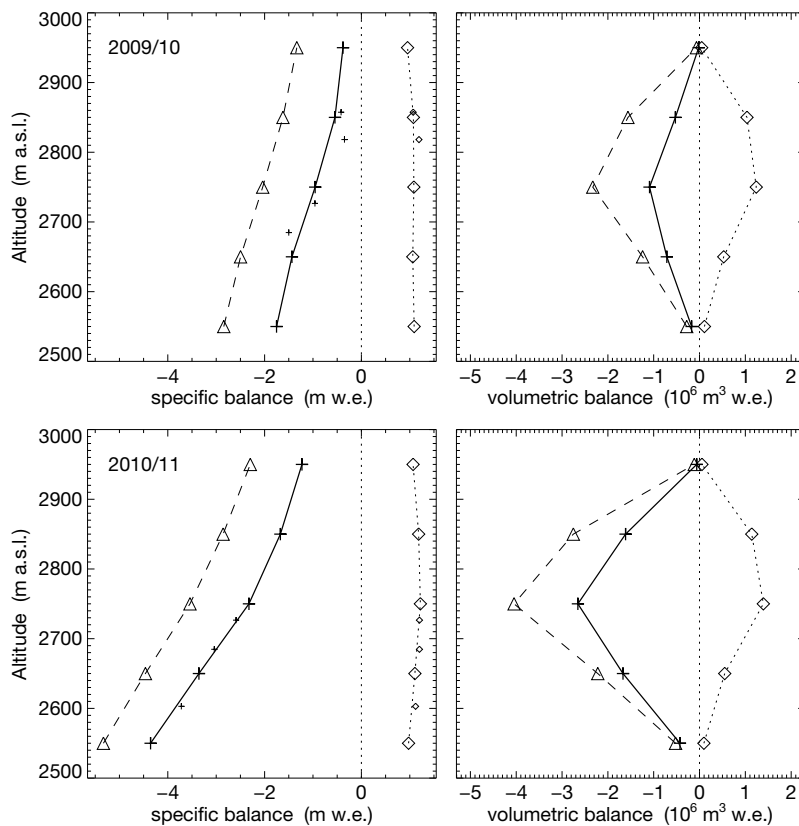 3000
2900
2800
2700
2600
2500
Altitude (m a.s.l.)
2009/10
−4 −2 0
specific balance (m w.e.)
−5 −4 −3 −2 −1 0 1 2
volumetric balance (10⁶ m³ w.e.)
3000
2900
2800
2700
2600
2500
Altitude (m a.s.l.)
2010/11
−4 −2 0
specific balance (m w.e.)
−5 −4 −3 −2 −1 0 1 2
volumetric balance (10⁶ m³ w.e.)